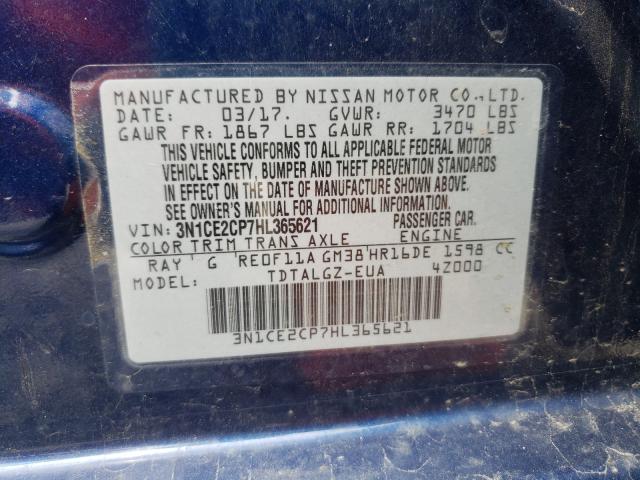 MANUFACTURED BY NISSAN MOTOR CO.,LTD.
DATE: 03/17. GVWR: 3470 LBS
GAWR FR: 1867 LBS GAWR RR: 1704 LBS
THIS VEHICLE CONFORMS TO ALL APPLICABLE FEDERAL MOTOR
VEHICLE SAFETY, BUMPER AND THEFT PREVENTION STANDARDS
IN EFFECT ON THE DATE OF MANUFACTURE SHOWN ABOVE.
SEE OWNER'S MANUAL FOR ADDITIONAL INFORMATION.
VIN: 3N1CE2CP7HL365621 PASSENGER CAR.
COLOR TRIM TRANS AXLE ENGINE
RAY' G RE0F11A GM38'HR16DE 1598 CC
MODEL: TDTALGZ-EUA 4Z000
3N1CE2CP7HL365621